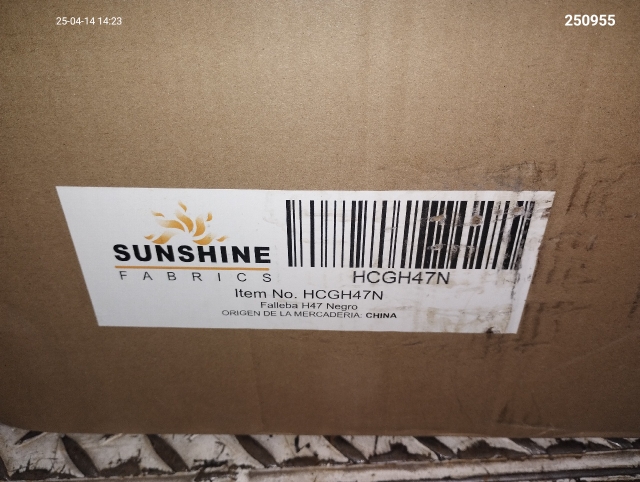 25-04-14 14:23
250955
SUNSHINE
FABRICS
HCGH47N
Item No. HCGH47N
Falleba H47 Negro
ORIGEN DE LA MERCADERIA: CHINA